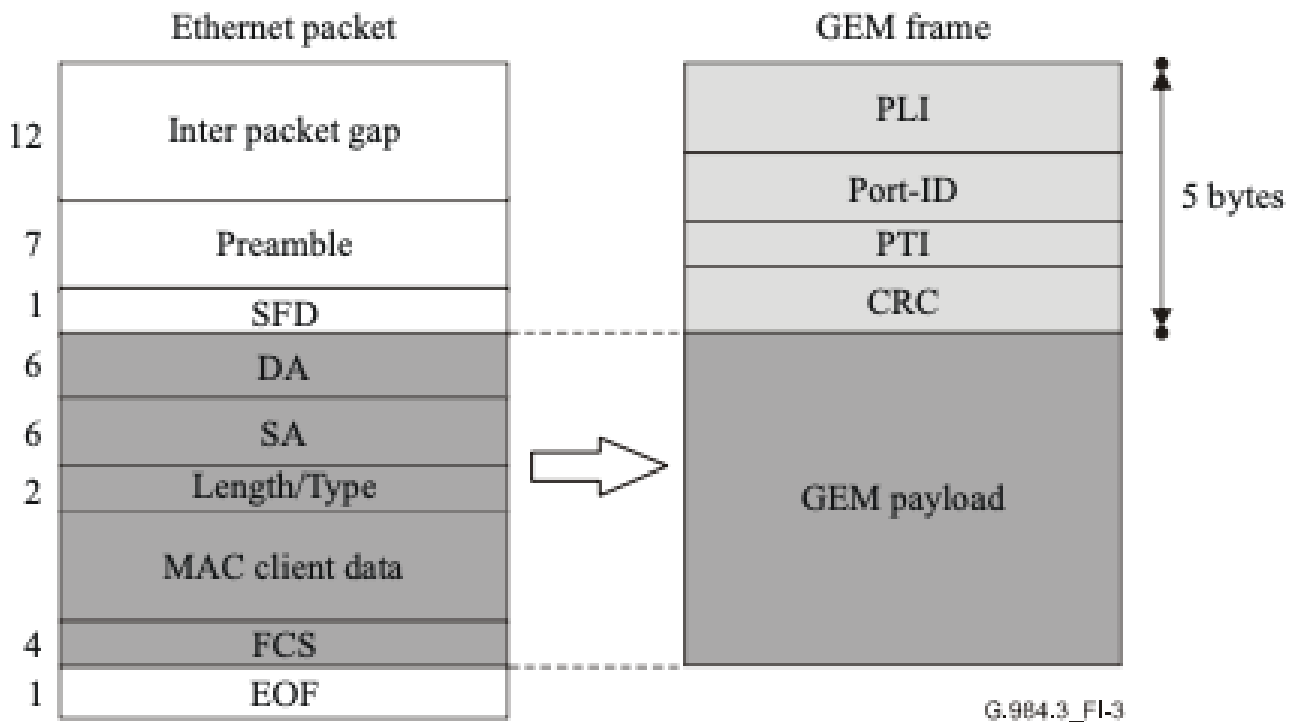 Ethernet packet
GEM frame
12
Inter packet gap
7
Preamble
1
SFD
6
DA
6
SA
2
Length/Type
MAC client data
4
FCS
1
EOF
PLI
Port-ID
PTI
CRC
5 bytes
GEM payload
G.984.3_FI-3